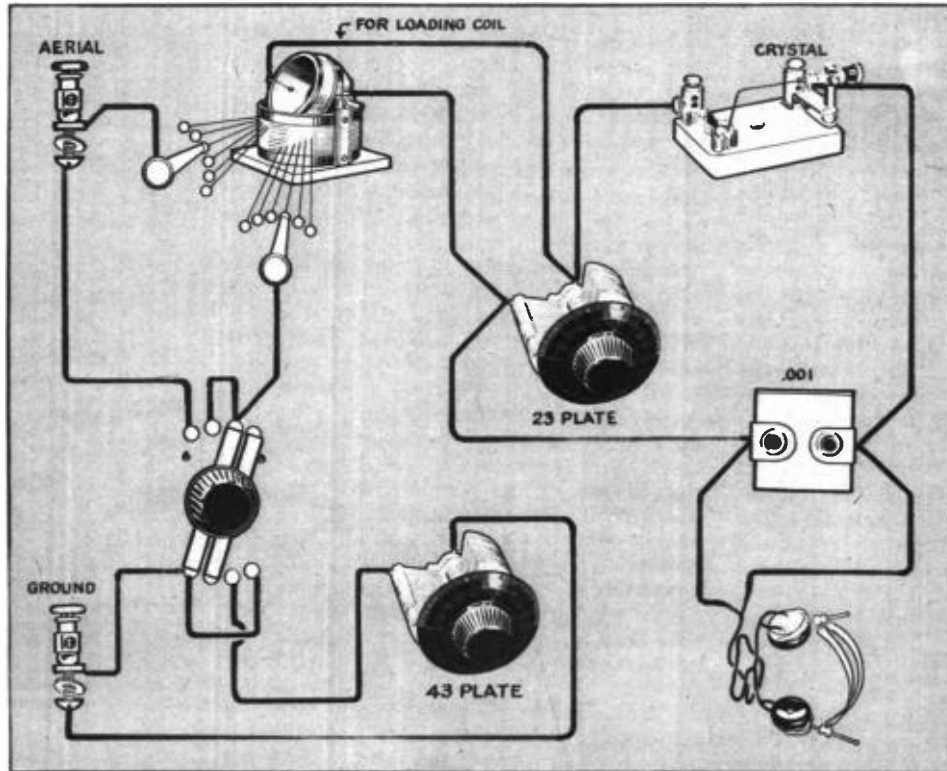 FOR LOADING COIL
AERIAL
CRYSTAL
.001
23 PLATE
GROUND
43 PLATE